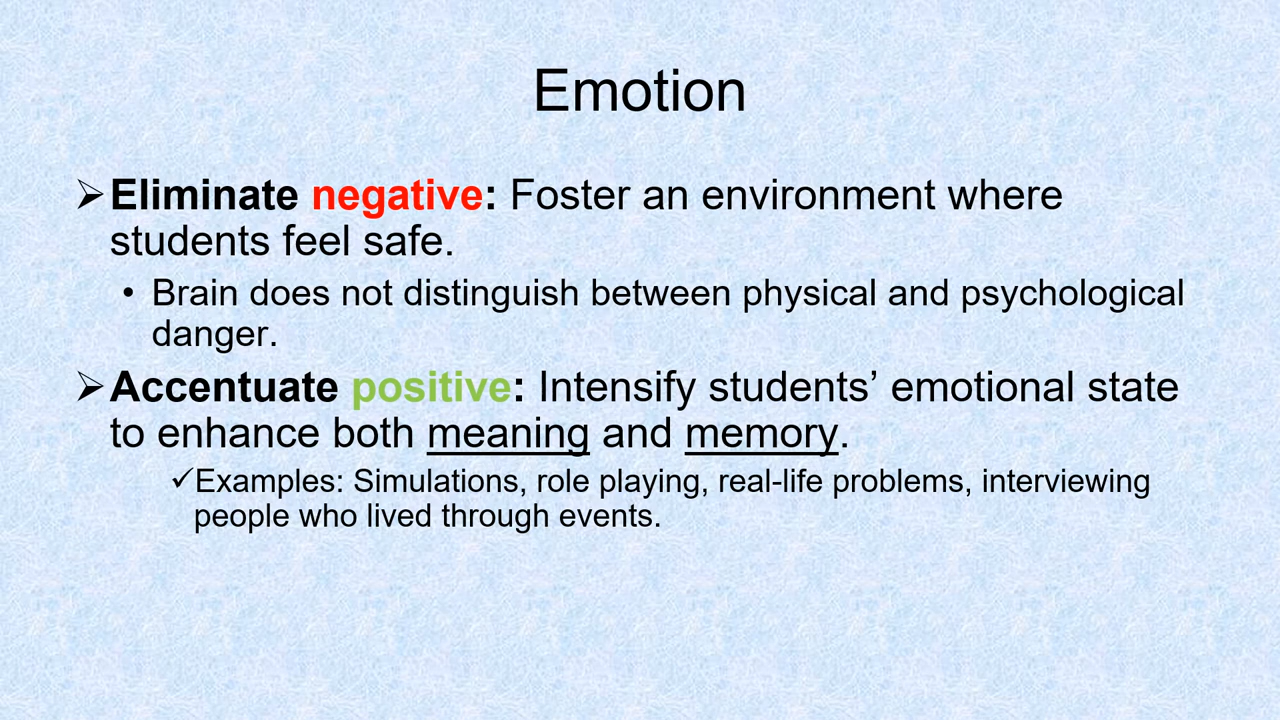 Emotion
➢Eliminate negative: Foster an environment where
students feel safe.
• Brain does not distinguish between physical and psychological
danger.
➢Accentuate positive: Intensify students’ emotional state
to enhance both meaning and memory.
✓Examples: Simulations, role playing, real-life problems, interviewing
people who lived through events.